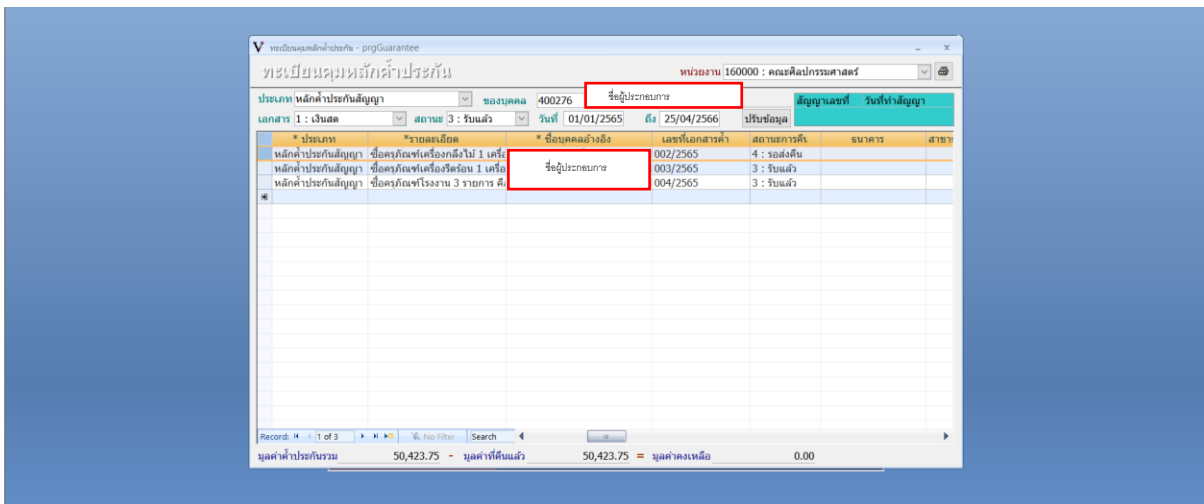 ทะเบียนคุมหลักค้ำประกัน - prgGuarantee
ทะเบียนคุมหลักค้ำประกัน หน่วยงาน 160000 : คณะศิลปกรรมศาสตร์
ประเภท หลักค้ำประกันสัญญา ของบุคคล 400276 ชื่อผู้ประกอบการ สัญญาเลขที่ วันที่ทำสัญญา
เอกสาร 1 : เงินสด สถานะ 3 : รับแล้ว วันที่ 01/01/2565 ถึง 25/04/2566 ปรับข้อมูล
* ประเภท *รายละเอียด * ชื่อบุคคลอ้างอิง เลขที่เอกสารค้ำ สถานะการคืน ธนาคาร สาขา
หลักค้ำประกันสัญญา ซื้อครุภัณฑ์เครื่องกลึงไม้ 1 เครื่อ 002/2565 4 : รอส่งคืน
หลักค้ำประกันสัญญา ซื้อครุภัณฑ์เครื่องรีดร้อน 1 เครื่อ ชื่อผู้ประกอบการ 003/2565 3 : รับแล้ว
หลักค้ำประกันสัญญา ซื้อครุภัณฑ์โรงงาน 3 รายการ คื 004/2565 3 : รับแล้ว
Record: 1 of 3 No Filter Search
มูลค่าค้ำประกันรวม 50,423.75 - มูลค่าที่คืนแล้ว 50,423.75 = มูลค่าคงเหลือ 0.00